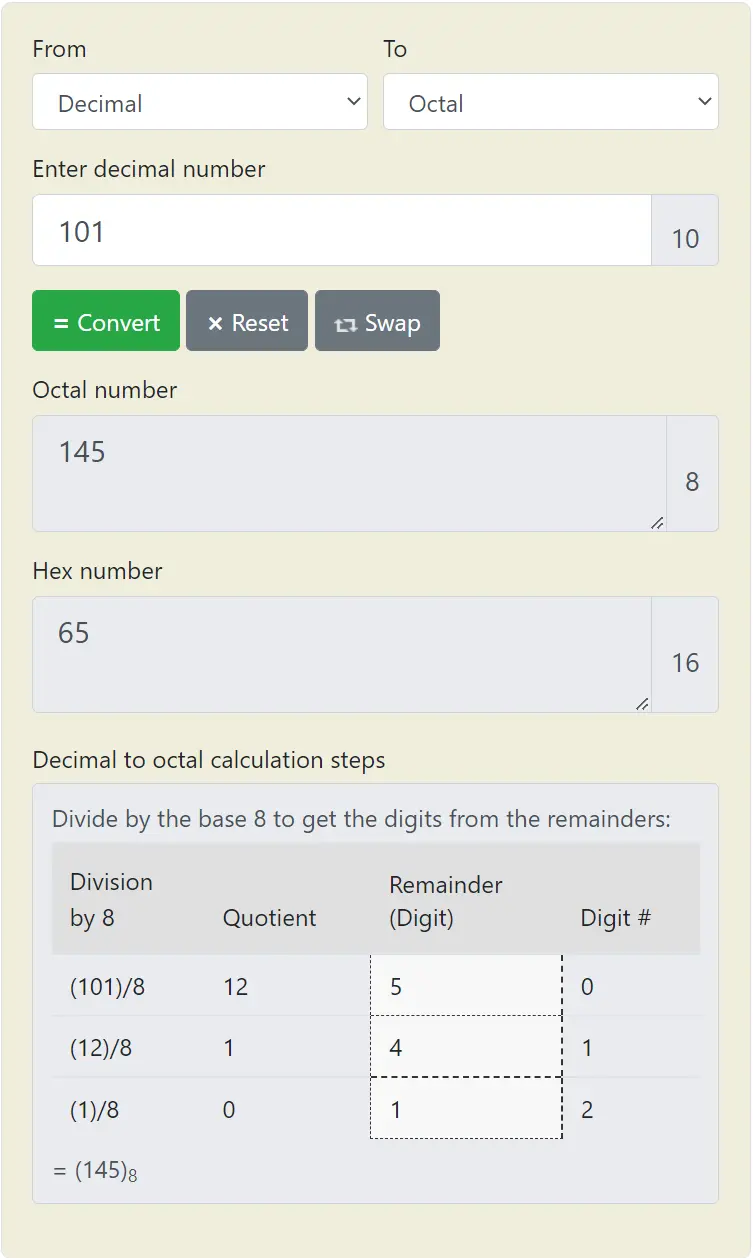 From To
Decimal Octal
Enter decimal number
101 10
= Convert × Reset Swap
Octal number
145 8
Hex number
65 16
Decimal to octal calculation steps
Divide by the base 8 to get the digits from the remainders:
Division by 8 Quotient Remainder (Digit) Digit #
(101)/8 12 5 0
(12)/8 1 4 1
(1)/8 0 1 2
= (145)₈